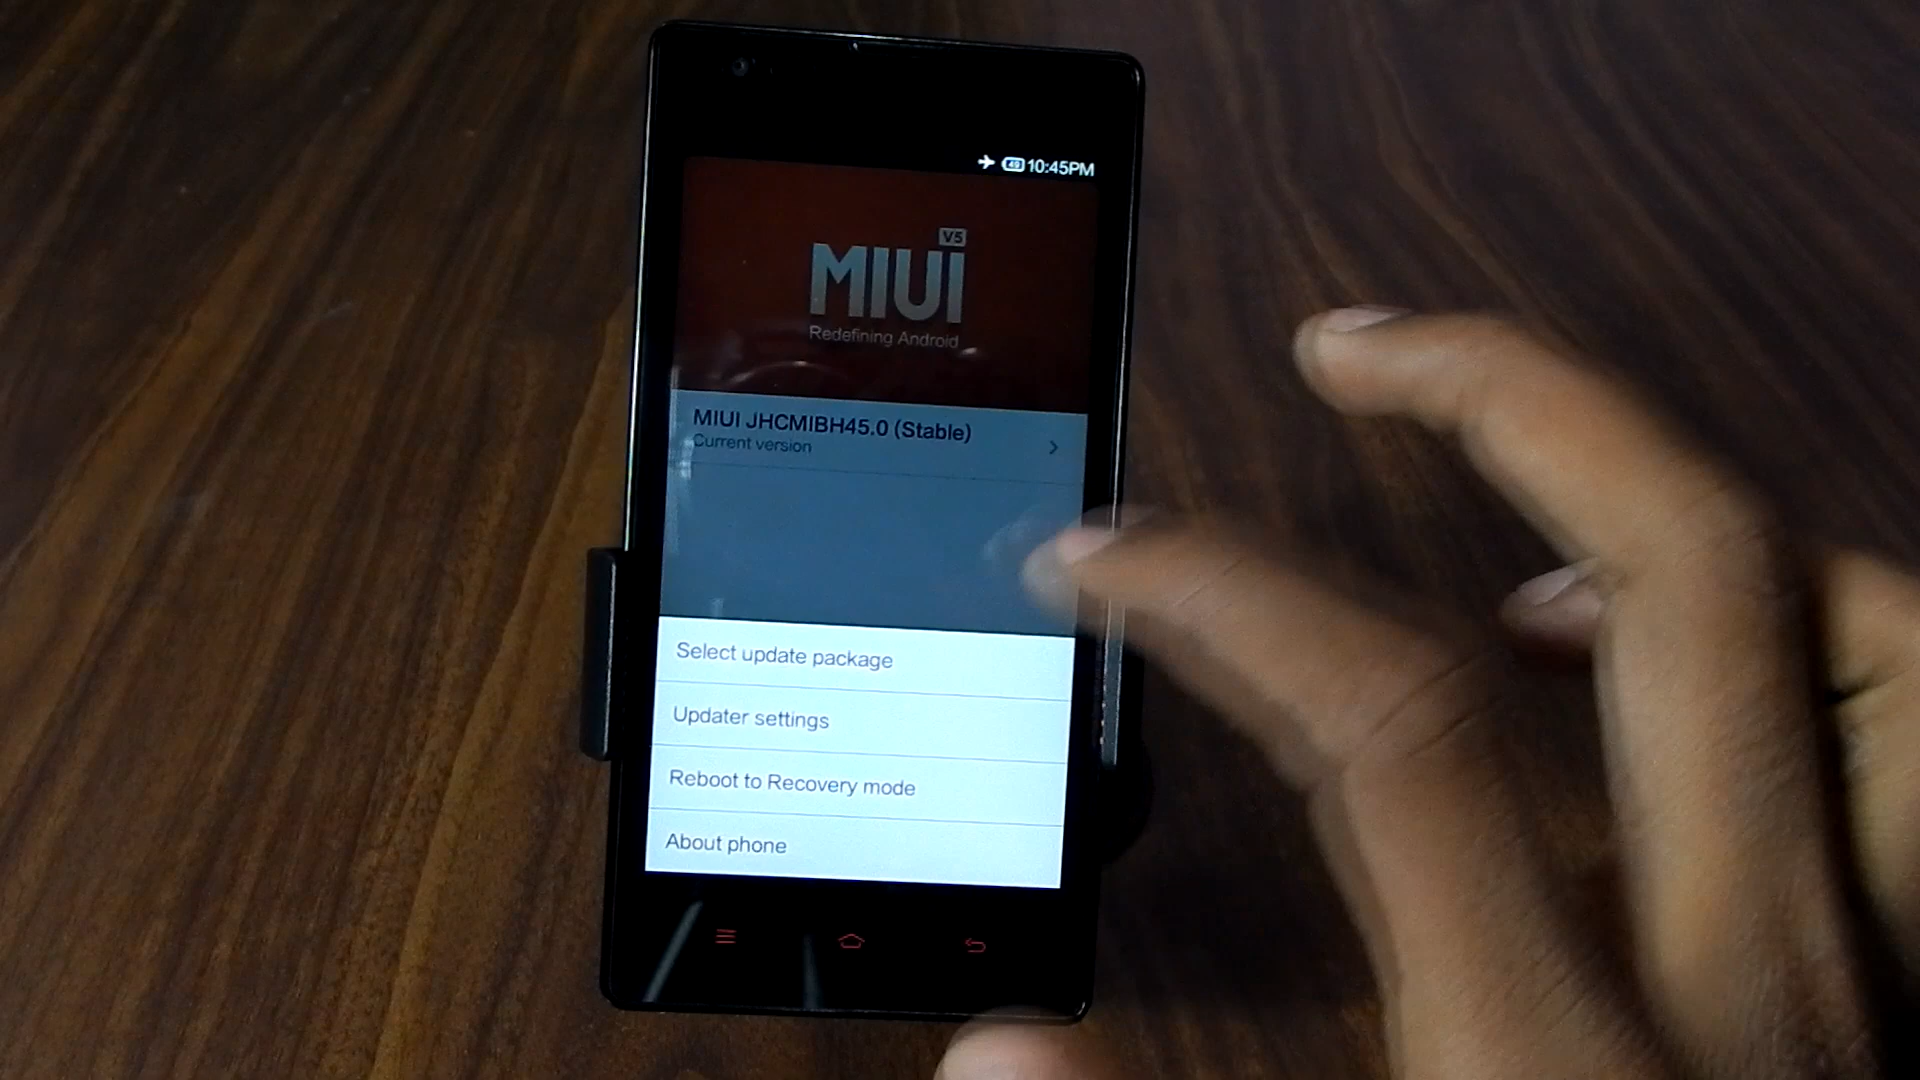 49 10:45PM
V5
MIUI
Redefining Android
MIUI JHCMIBH45.0 (Stable)
Current version
Select update package
Updater settings
Reboot to Recovery mode
About phone